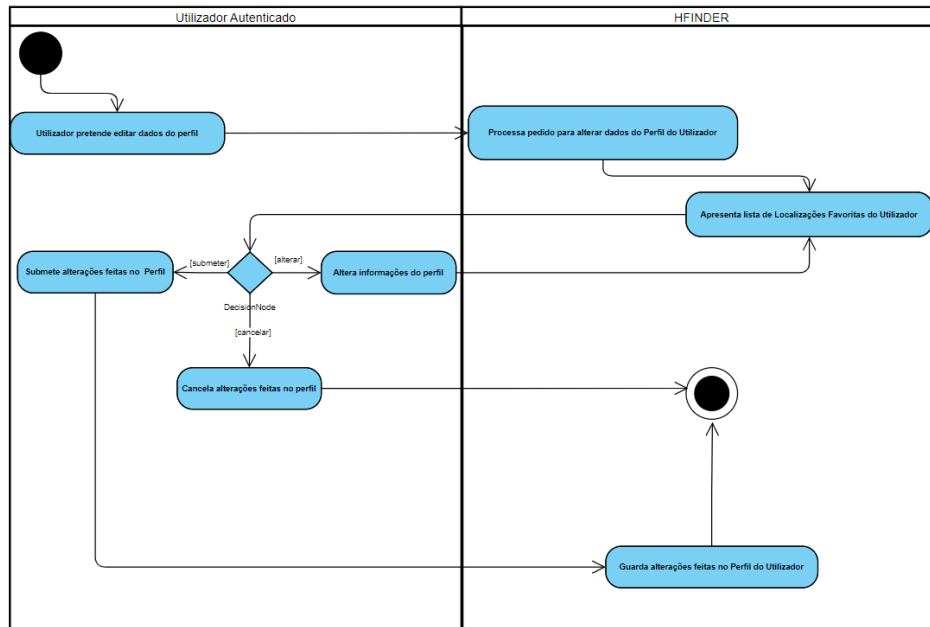 Utilizador Autenticado
HFINDER
Utilizador pretende editar dados do perfil
Processa pedido para alterar dados do Perfil do Utilizador
Apresenta lista de Localizações Favoritas do Utilizador
[submeter]
[alterar]
Submete alterações feitas no Perfil
Altera informações do perfil
DecisionNode
[cancelar]
Cancela alterações feitas no perfil
Guarda alterações feitas no Perfil do Utilizador